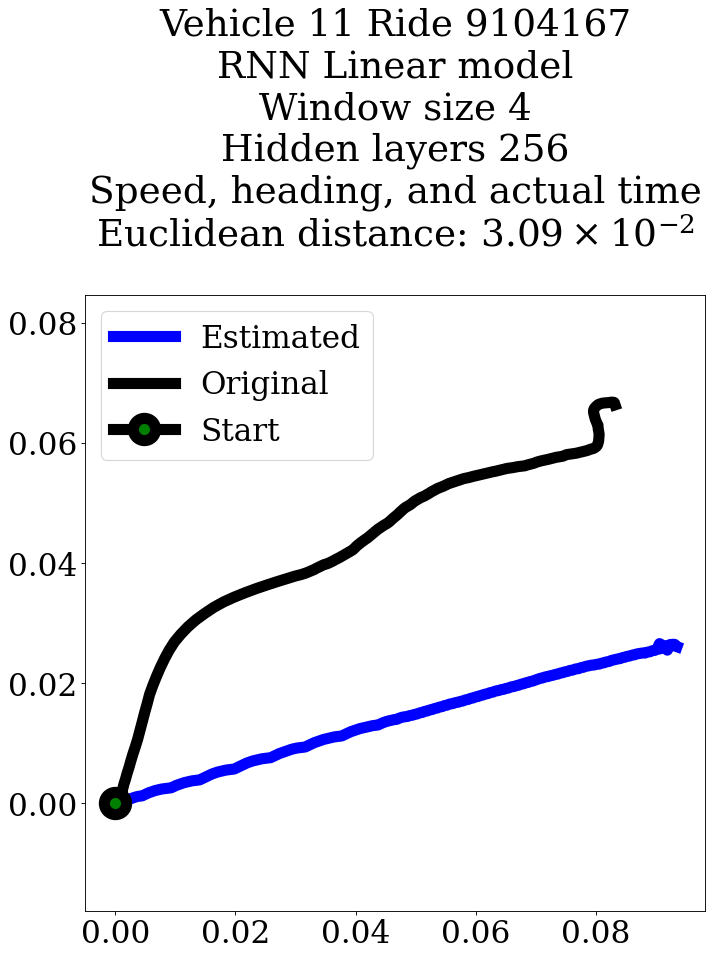 Vehicle 11 Ride 9104167
RNN Linear model
Window size 4
Hidden layers 256
Speed, heading, and actual time
Euclidean distance: 3.09 × 10⁻²
Estimated
Original
Start
0.08
0.06
0.04
0.02
0.00
0.00 0.02 0.04 0.06 0.08